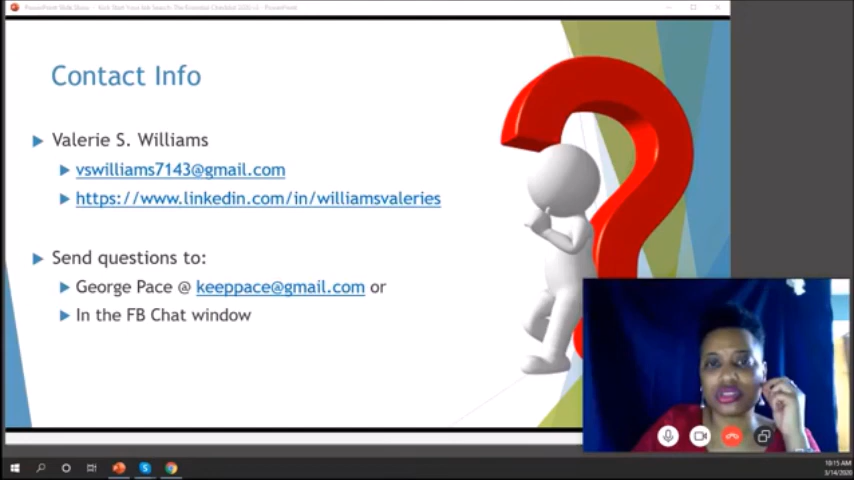 PowerPoint Slide Show - Kick Start Your Job Search: The Essential Checklist 2020 v2 - PowerPoint
Contact Info
Valerie S. Williams
vswilliams7143@gmail.com
https://www.linkedin.com/in/williamsvaleries
Send questions to:
George Pace @ keeppace@gmail.com or
In the FB Chat window
10:15 AM
3/14/2020